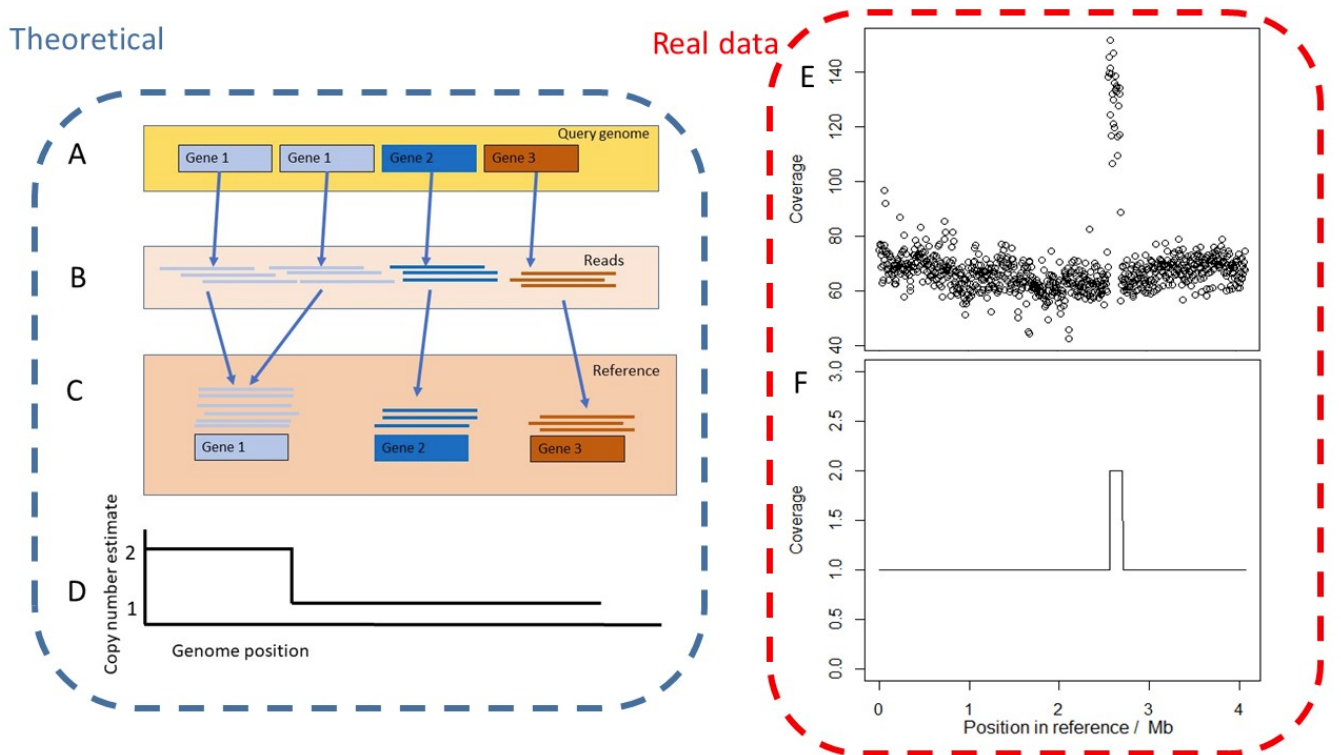 Theoretical
A
Query genome
Gene 1
Gene 1
Gene 2
Gene 3
B
Reads
C
Reference
Gene 1
Gene 2
Gene 3
D
Copy number estimate
2
1
Genome position
Real data
E
Coverage
140
120
100
80
60
40
F
Coverage
3.0
2.5
2.0
1.5
1.0
0.5
0.0
0 1 2 3 4
Position in reference / Mb